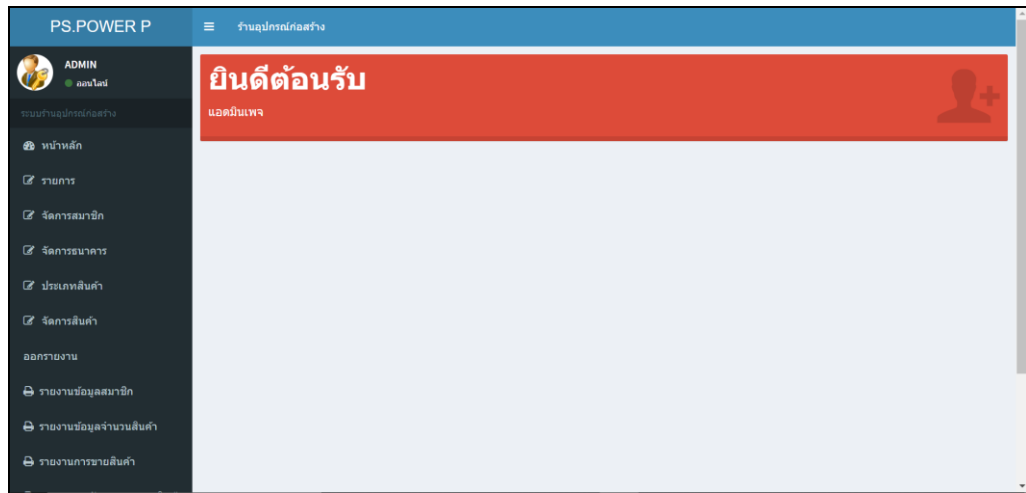 PS.POWER P
ร้านอุปกรณ์ก่อสร้าง
ADMIN
ออนไลน์
ระบบร้านอุปกรณ์ก่อสร้าง
หน้าหลัก
รายการ
จัดการสมาชิก
จัดการธนาคาร
ประเภทสินค้า
จัดการสินค้า
ออกรายงาน
รายงานข้อมูลสมาชิก
รายงานข้อมูลจำนวนสินค้า
รายงานการขายสินค้า
ยินดีต้อนรับ
แอดมินเพจ